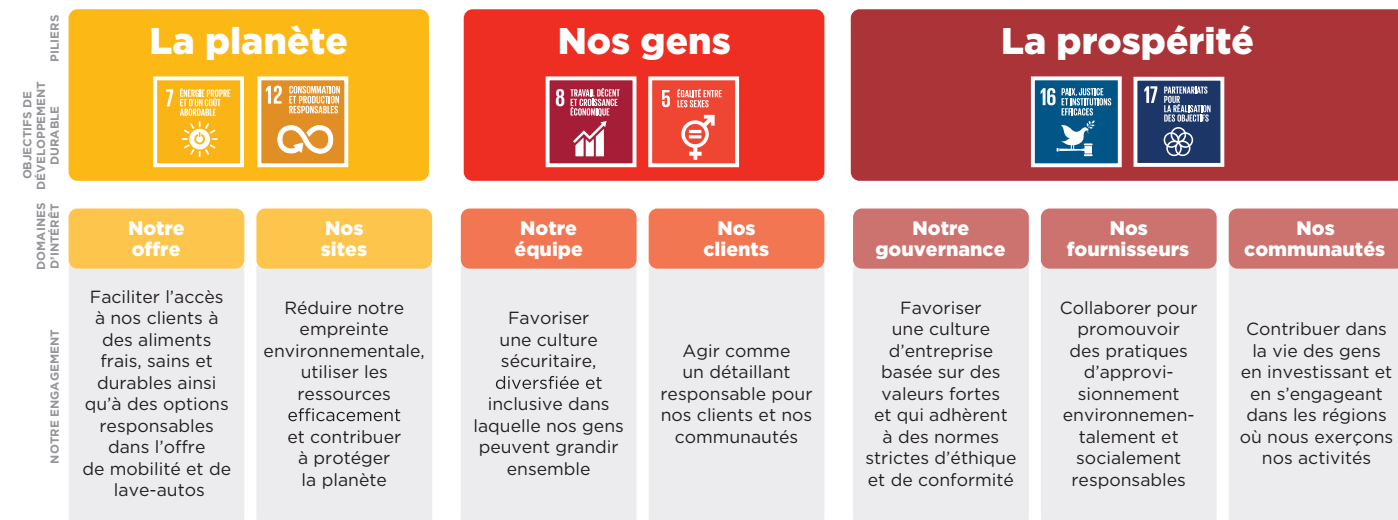 PILIERS
La planète
Nos gens
La prospérité
OBJECTIFS DE
DÉVELOPPEMENT
DURABLE
7 ÉNERGIE PROPRE
ET D'UN COÛT
ABORDABLE
12 CONSOMMATION
ET PRODUCTION
RESPONSABLES
8 TRAVAIL DÉCENT
ET CROISSANCE
ÉCONOMIQUE
5 ÉGALITÉ ENTRE
LES SEXES
16 PAIX, JUSTICE
ET INSTITUTIONS
EFFICACES
17 PARTENARIATS
POUR
LA RÉALISATION
DES OBJECTIFS
DOMAINES
D'INTÉRÊT
Notre
offre
Nos
sites
Notre
équipe
Nos
clients
Notre
gouvernance
Nos
fournisseurs
Nos
communautés
NOTRE ENGAGEMENT
Faciliter l'accès
à nos clients à
des aliments
frais, sains et
durables ainsi
qu'à des options
responsables
dans l'offre
de mobilité et de
lave-autos
Réduire notre
empreinte
environnementale,
utiliser les
ressources
efficacement
et contribuer
à protéger
la planète
Favoriser
une culture
sécuritaire,
diversfiée et
inclusive dans
laquelle nos gens
peuvent grandir
ensemble
Agir comme
un détaillant
responsable pour
nos clients et nos
communautés
Favoriser
une culture
d'entreprise
basée sur des
valeurs fortes
et qui adhèrent
à des normes
strictes d'éthique
et de conformité
Collaborer pour
promouvoir
des pratiques
d'approvi-
sionnement
environnemen-
talement et
socialement
responsables
Contribuer dans
la vie des gens
en investissant et
en s'engageant
dans les régions
où nous exerçons
nos activités